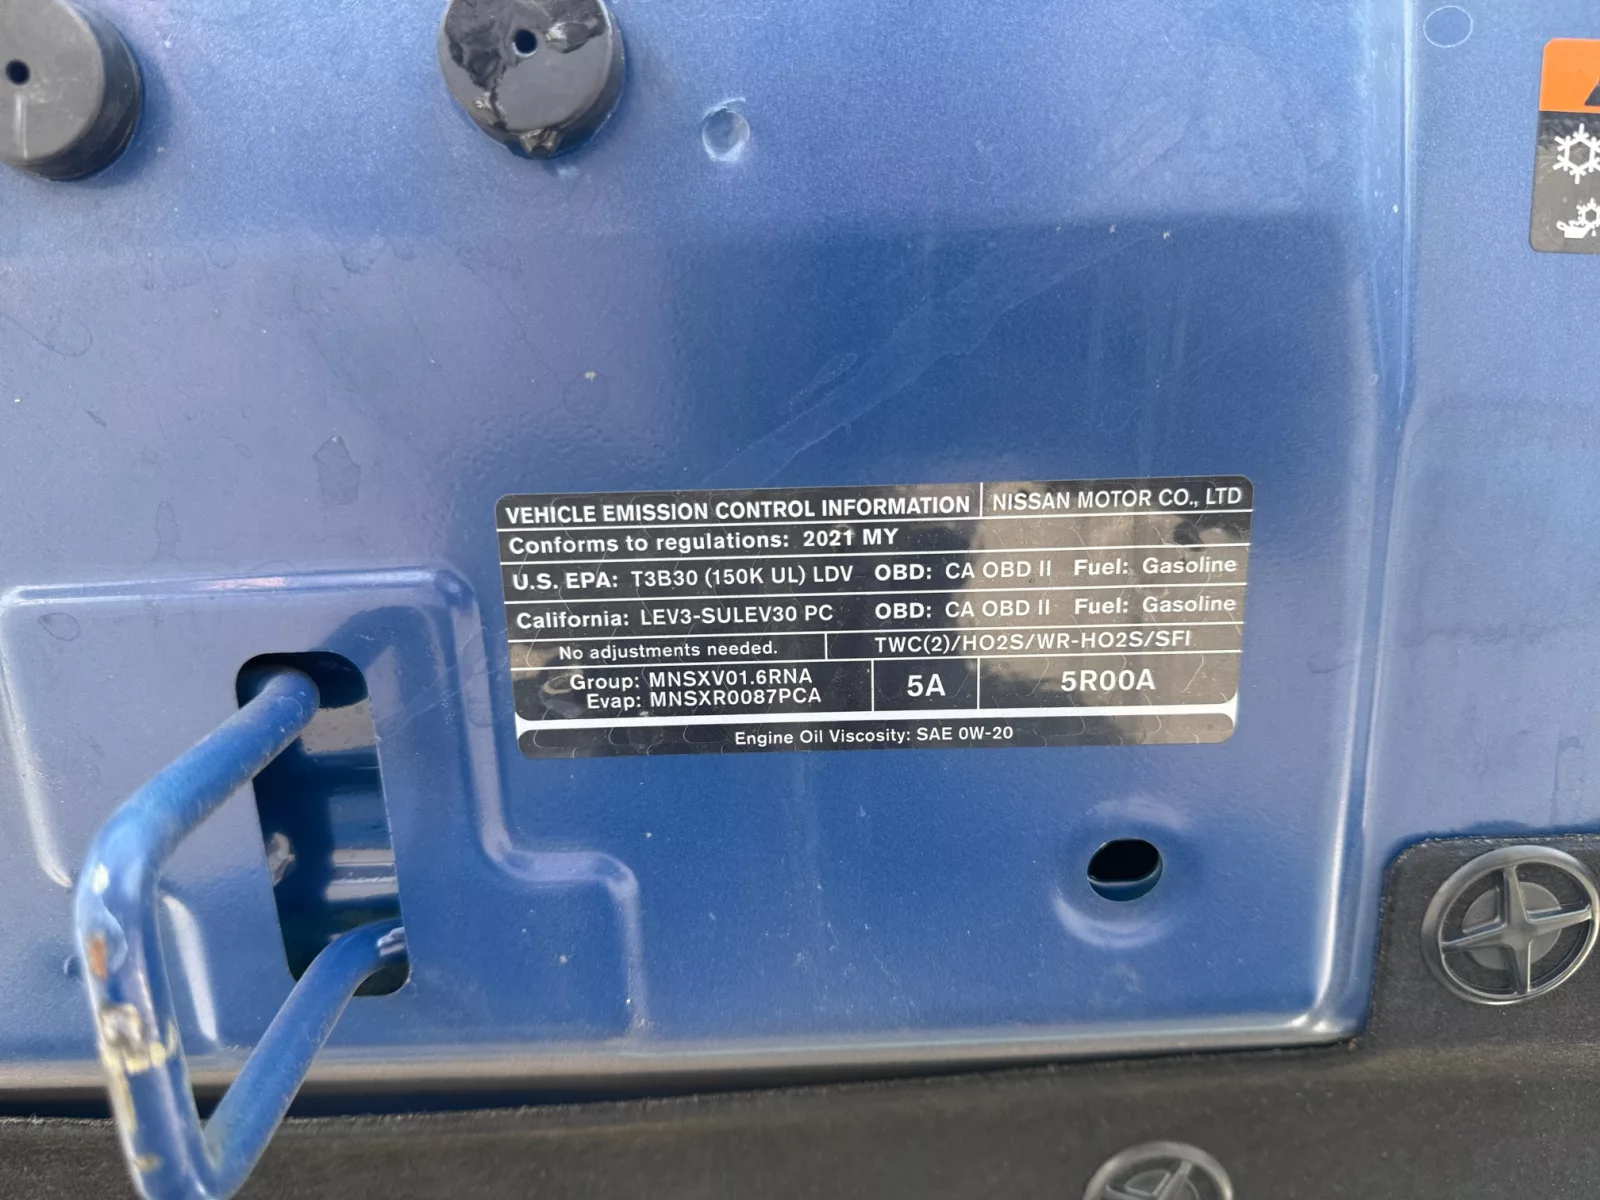 VEHICLE EMISSION CONTROL INFORMATION NISSAN MOTOR CO., LTD
Conforms to regulations: 2021 MY
U.S. EPA: T3B30 (150K UL) LDV OBD: CA OBD II Fuel: Gasoline
California: LEV3-SULEV30 PC OBD: CA OBD II Fuel: Gasoline
No adjustments needed. TWC(2)/HO2S/WR-HO2S/SFI
Group: MNSXV01.6RNA 5A 5R00A
Evap: MNSXR0087PCA
Engine Oil Viscosity: SAE 0W-20